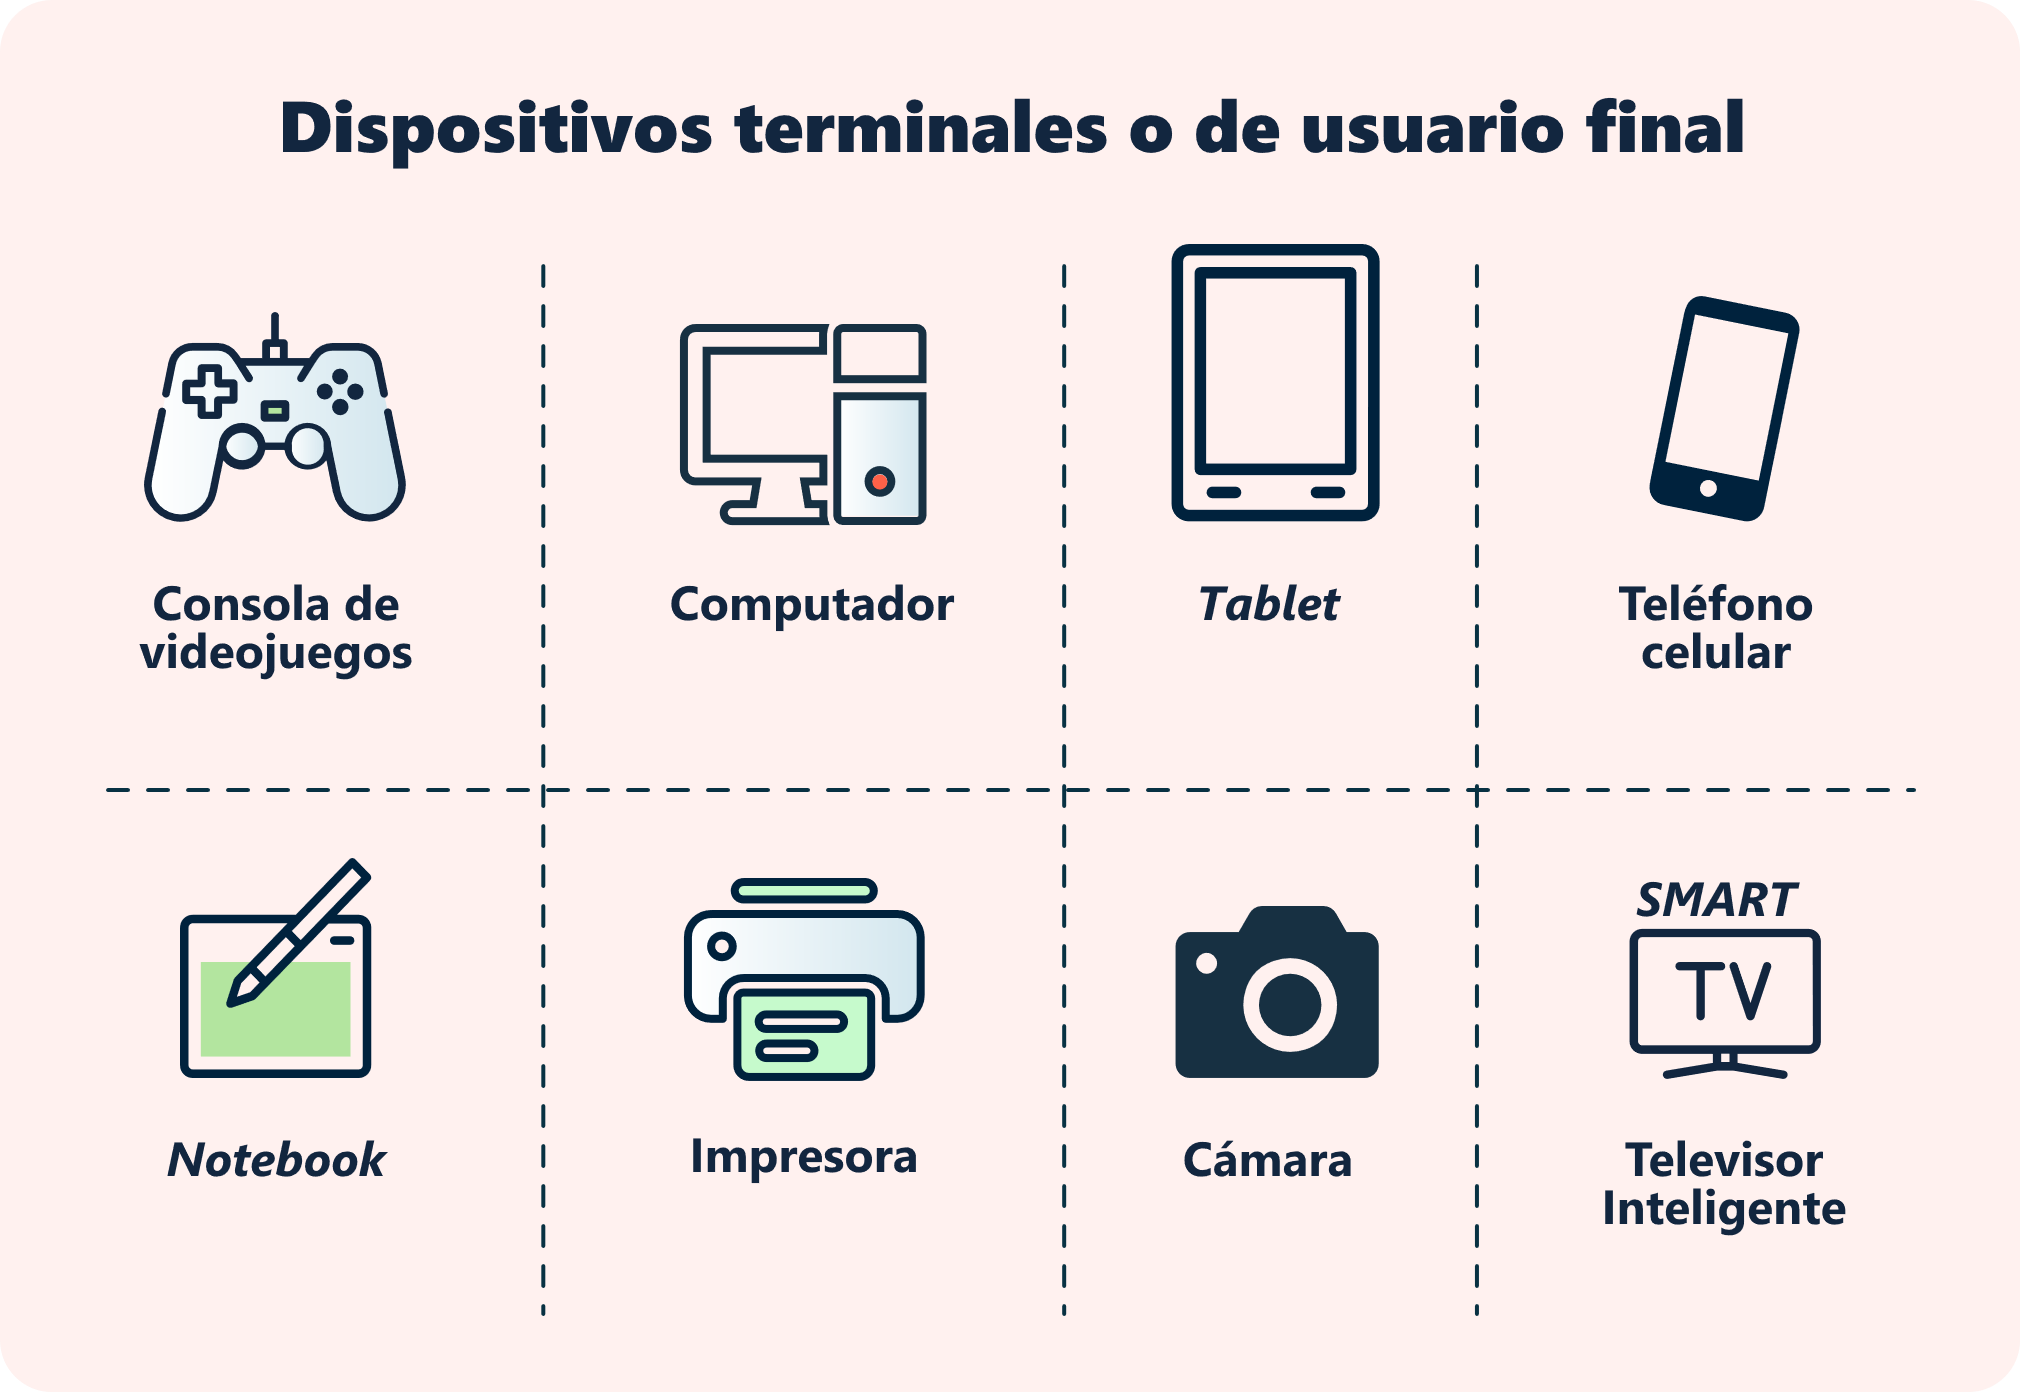 Dispositivos terminales o de usuario final
Consola de
videojuegos
Computador
Tablet
Teléfono
celular
Notebook
Impresora
Cámara
SMART
TV
Televisor
Inteligente